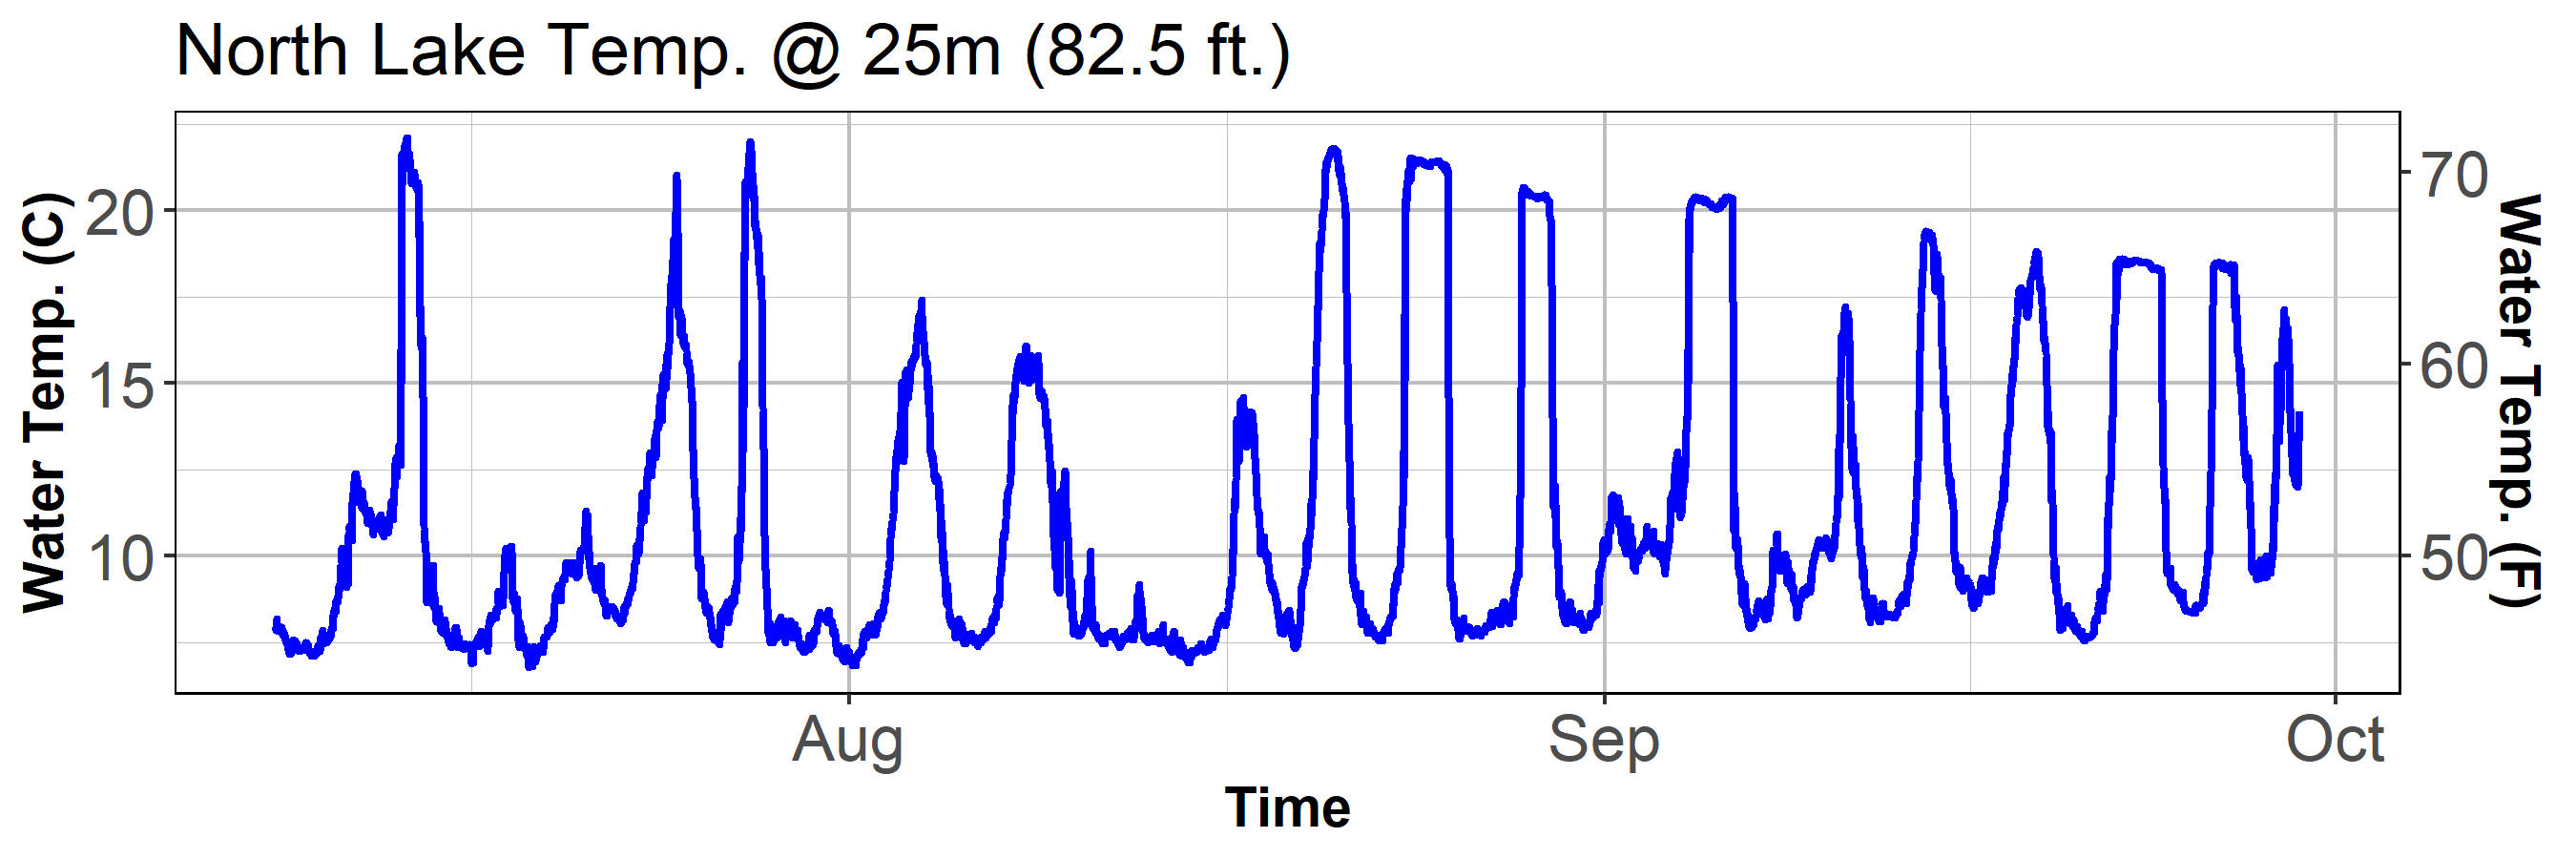 North Lake Temp. @ 25m (82.5 ft.)
Water Temp. (C)
20
15
10
70
60
50
Water Temp. (F)
Aug
Sep
Oct
Time